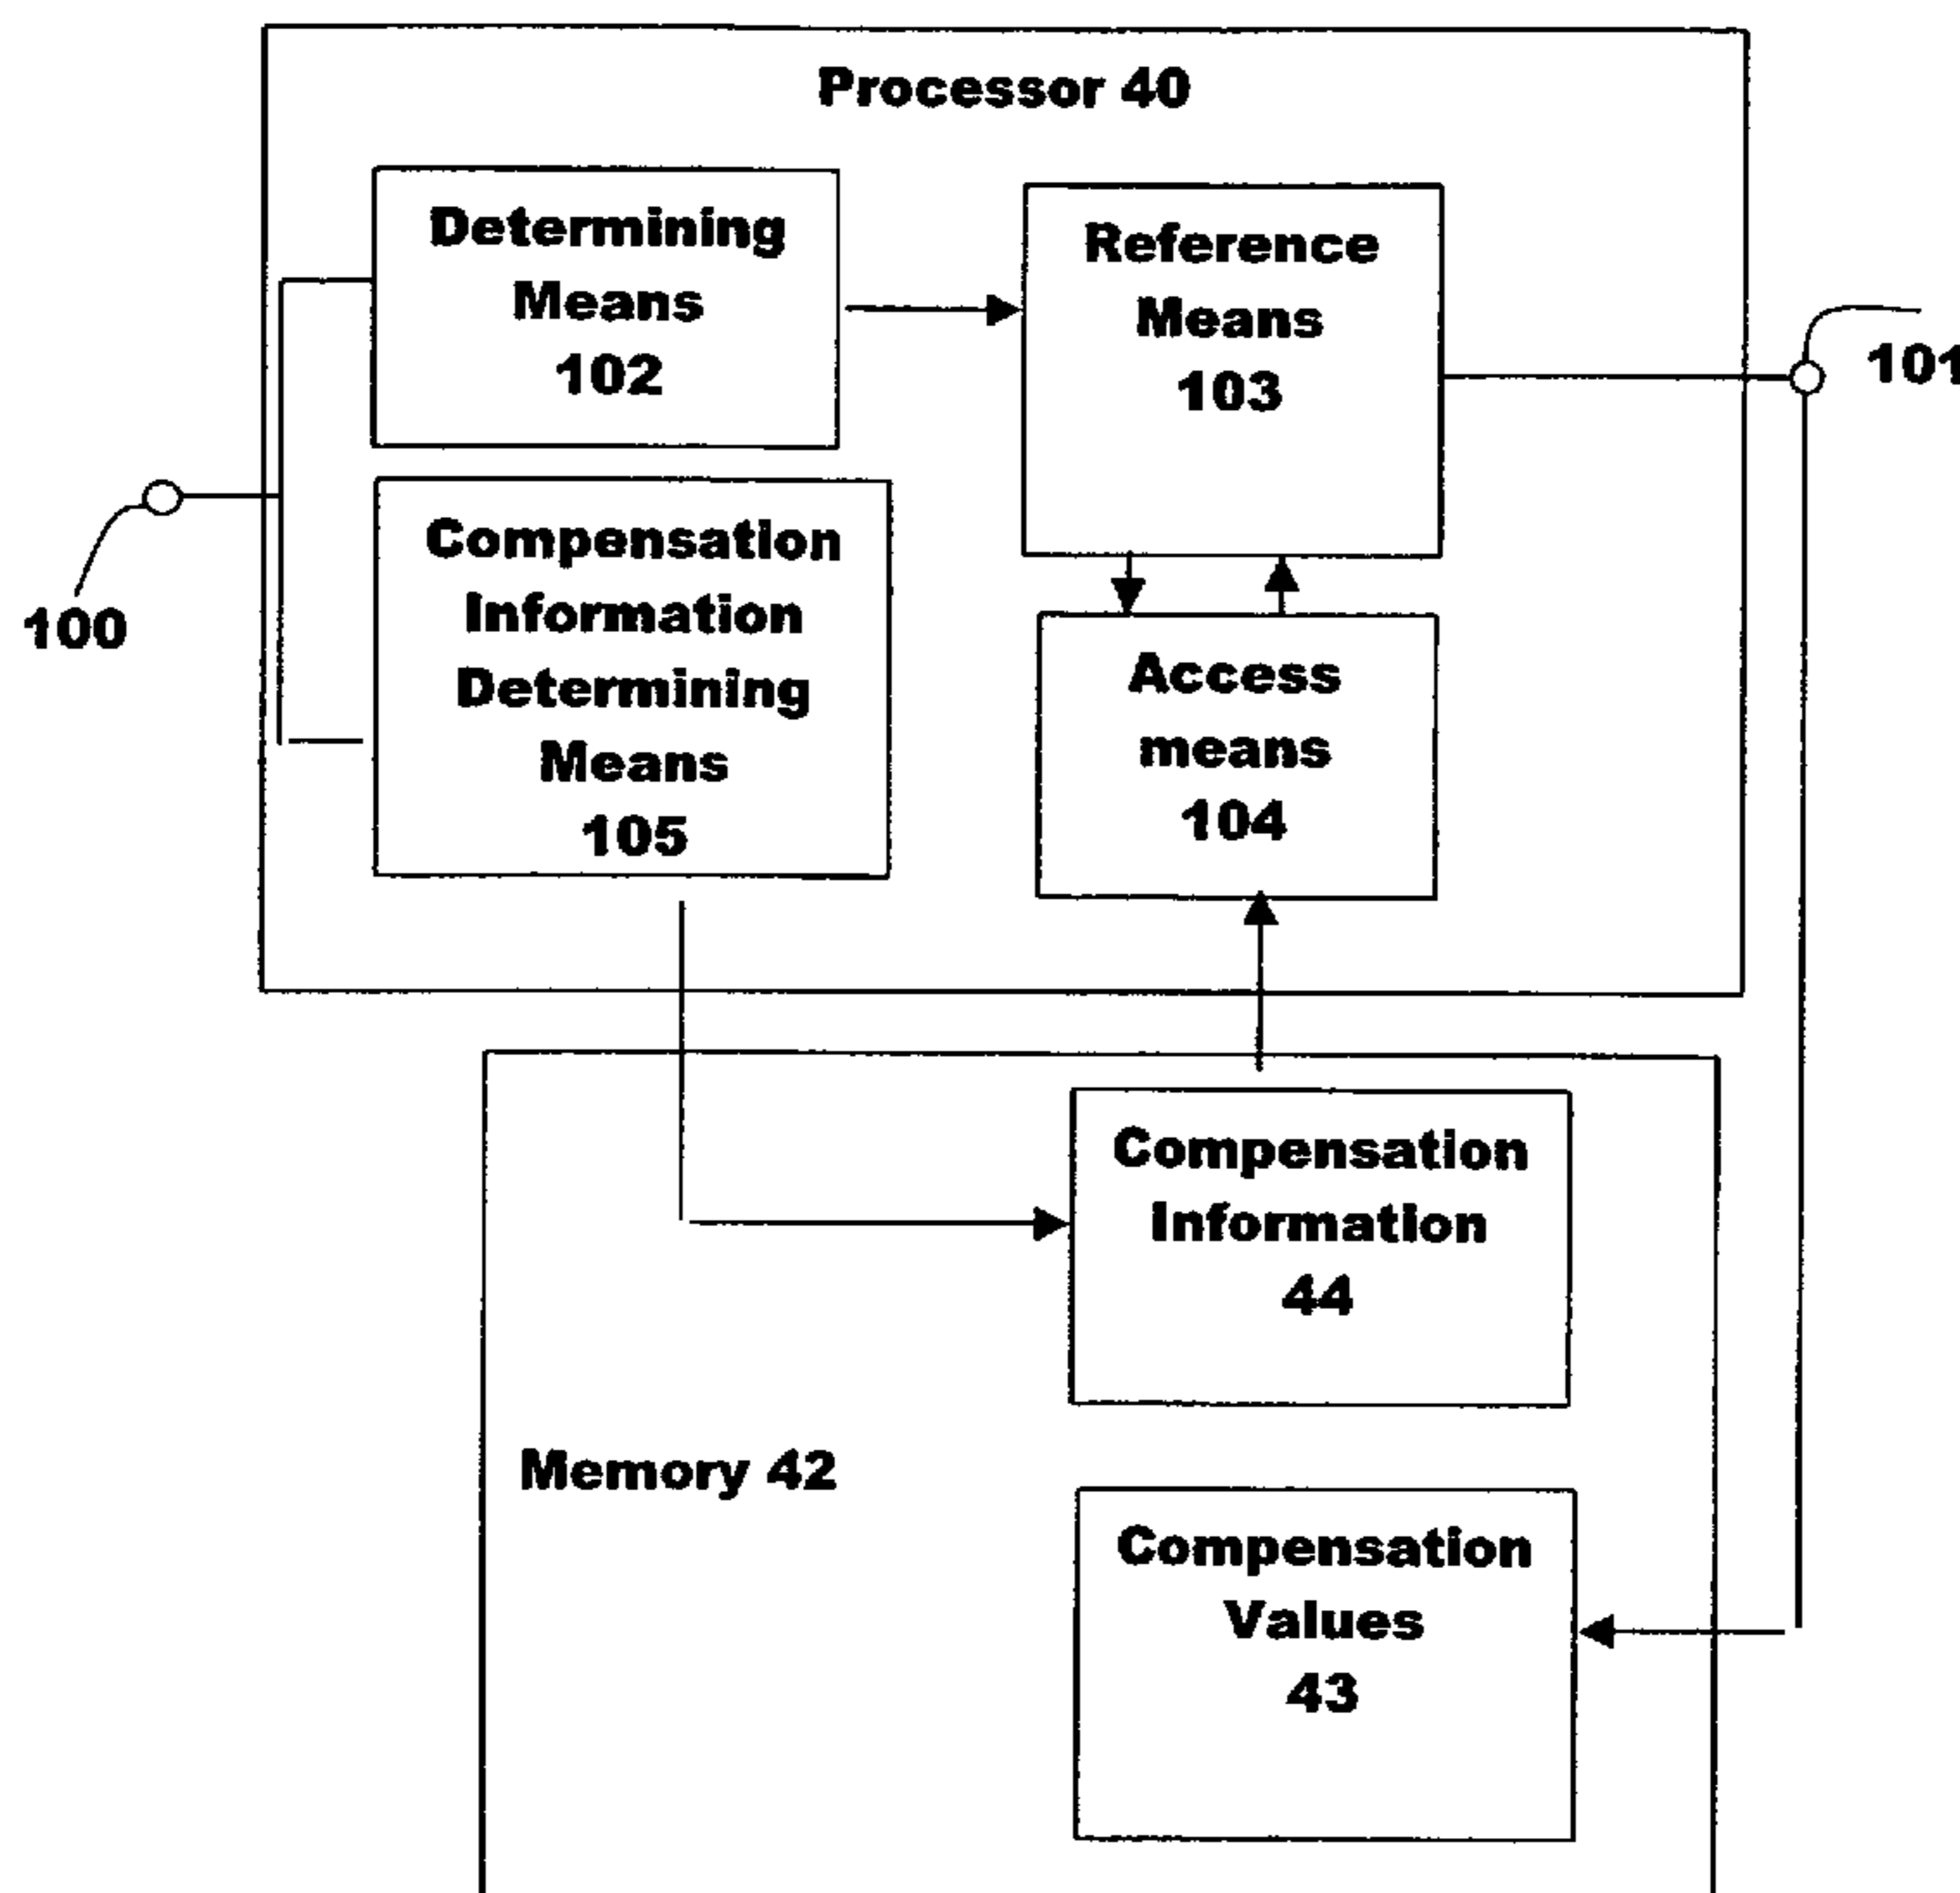 Processor 40
Determining
Means
102
Reference
Means
103
101
100
Compensation
Information
Determining
Means
105
Access
means
104
Compensation
Information
44
Memory 42
Compensation
Values
43